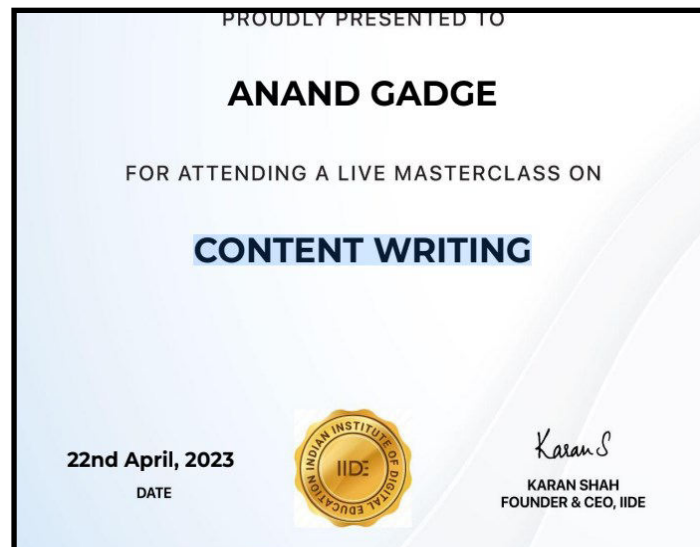 PROUDLY PRESENTED TO
ANAND GADGE
FOR ATTENDING A LIVE MASTERCLASS ON
CONTENT WRITING
22nd April, 2023
DATE
INDIAN INSTITUTE OF DIGITAL EDUCATION
IIDE
Karan S
KARAN SHAH
FOUNDER & CEO, IIDE